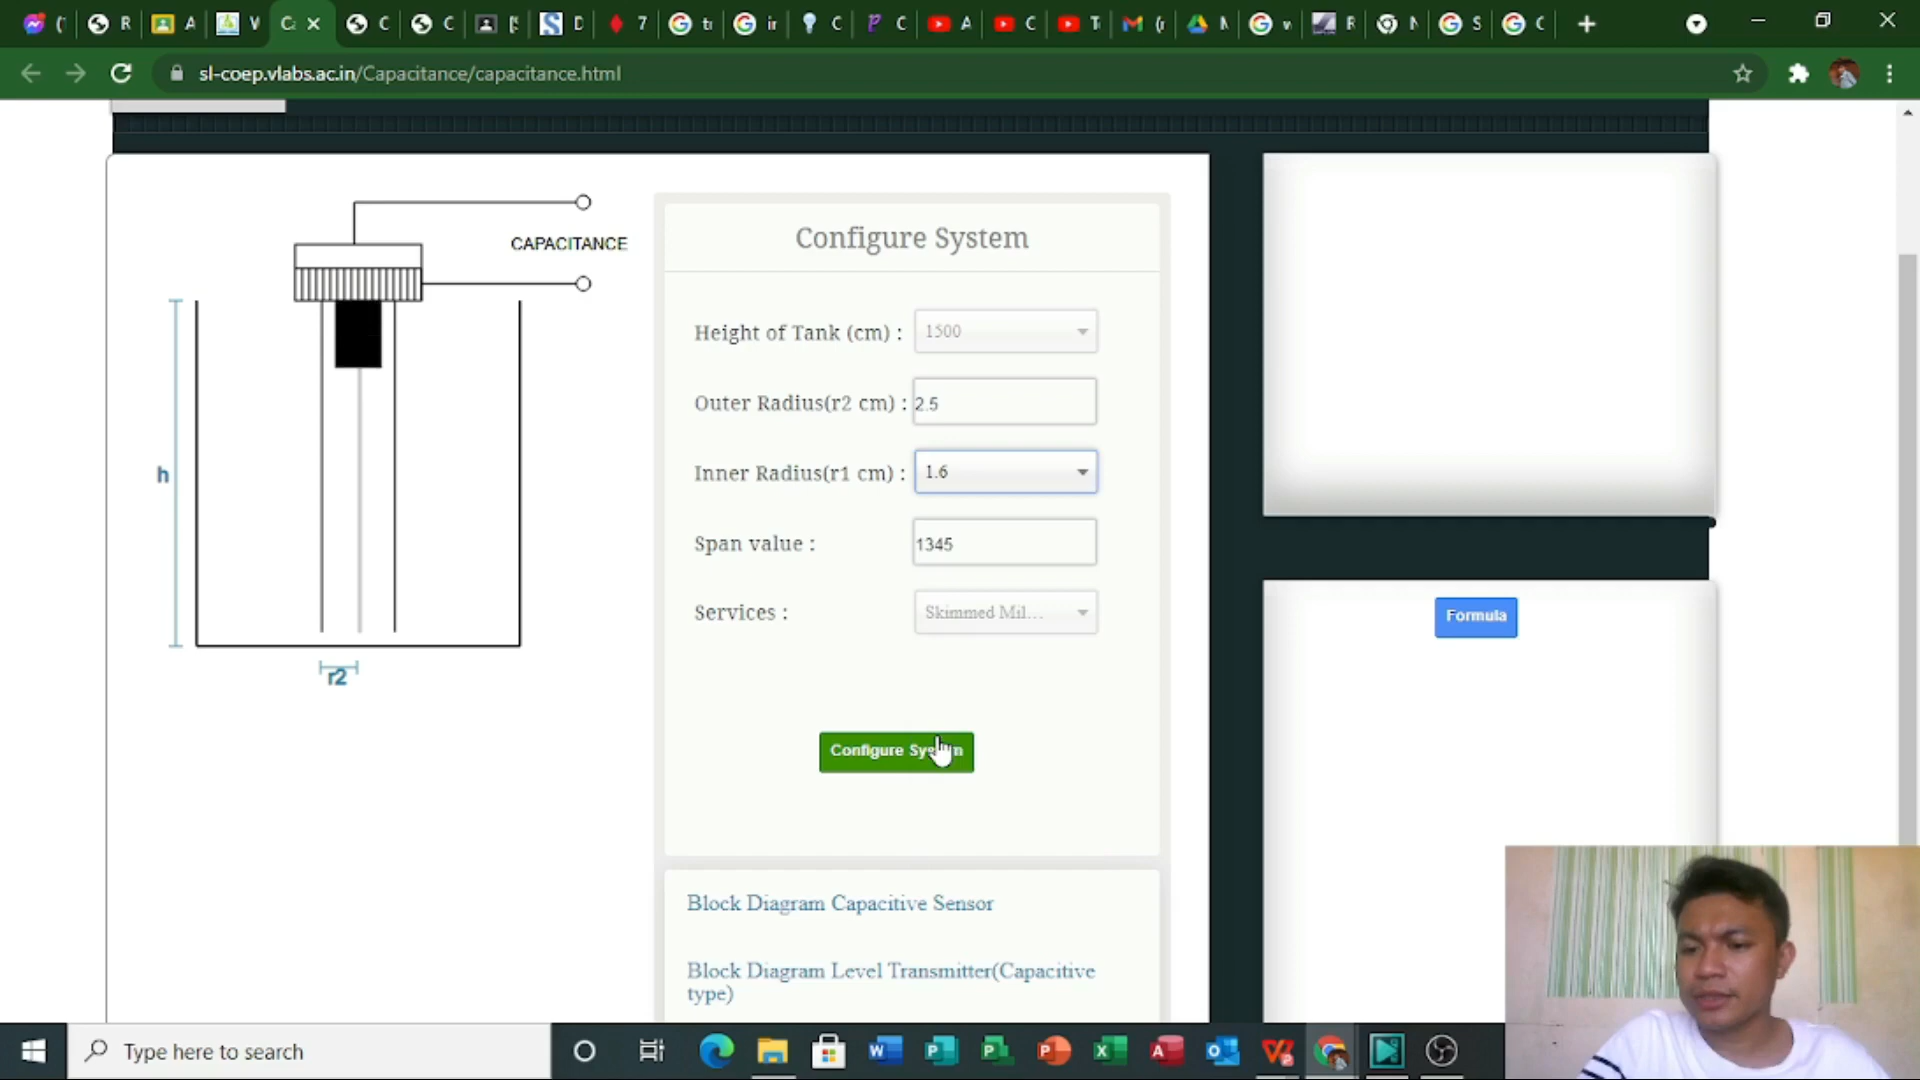 sl-coep.vlabs.ac.in/Capacitance/capacitance.html
CAPACITANCE
h
r2
Configure System
Height of Tank (cm) : 1500
Outer Radius(r2 cm) : 2.5
Inner Radius(r1 cm) : 1.6
Span value : 1345
Services : Skimmed Mil...
Configure System
Block Diagram Capacitive Sensor
Block Diagram Level Transmitter(Capacitive
type)
Formula
Type here to search